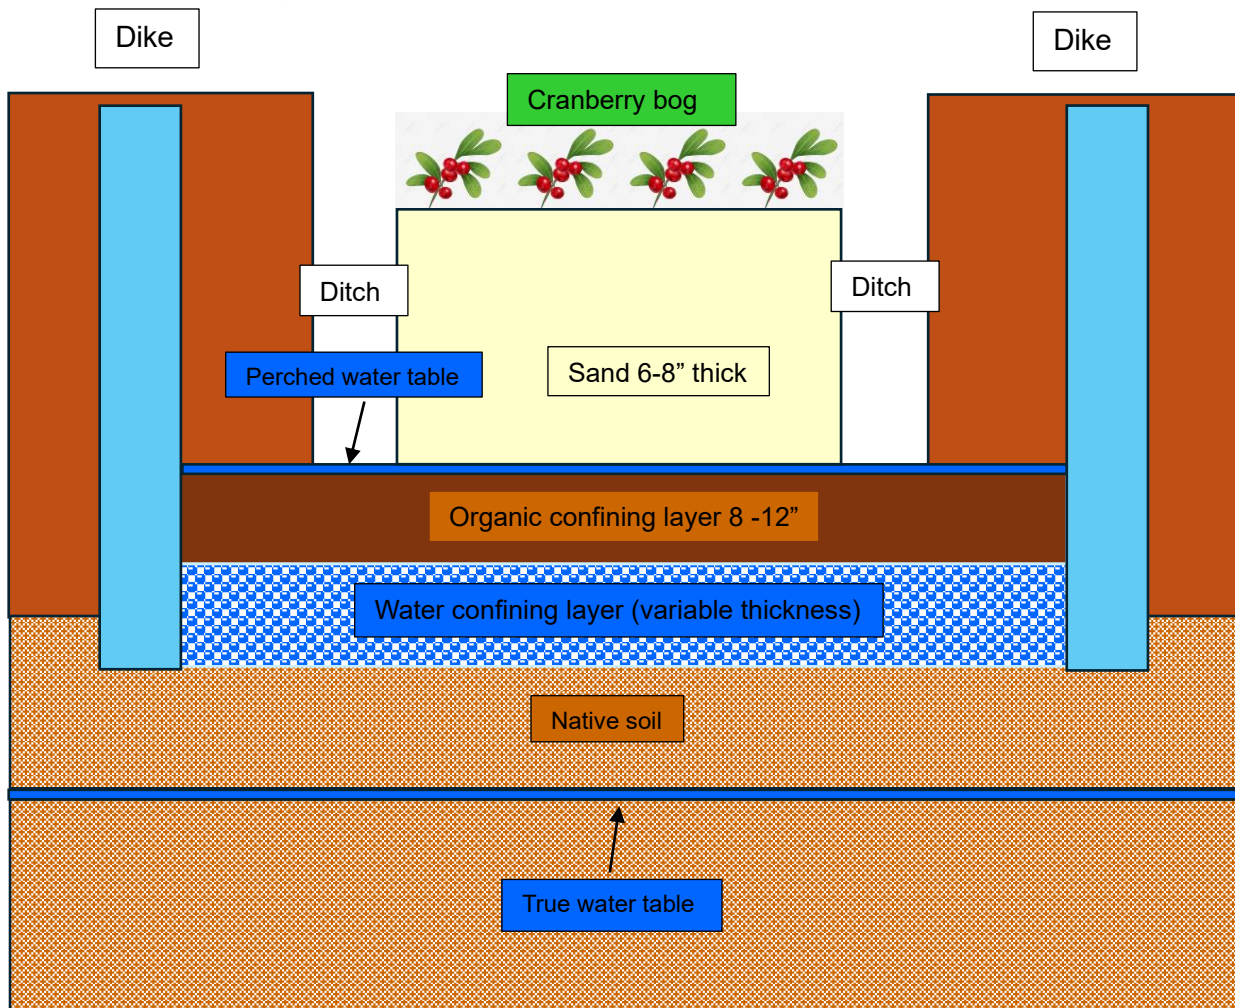 Dike
Dike
Cranberry bog
Ditch
Ditch
Perched water table
Sand 6-8” thick
Organic confining layer 8 -12”
Water confining layer (variable thickness)
Native soil
True water table